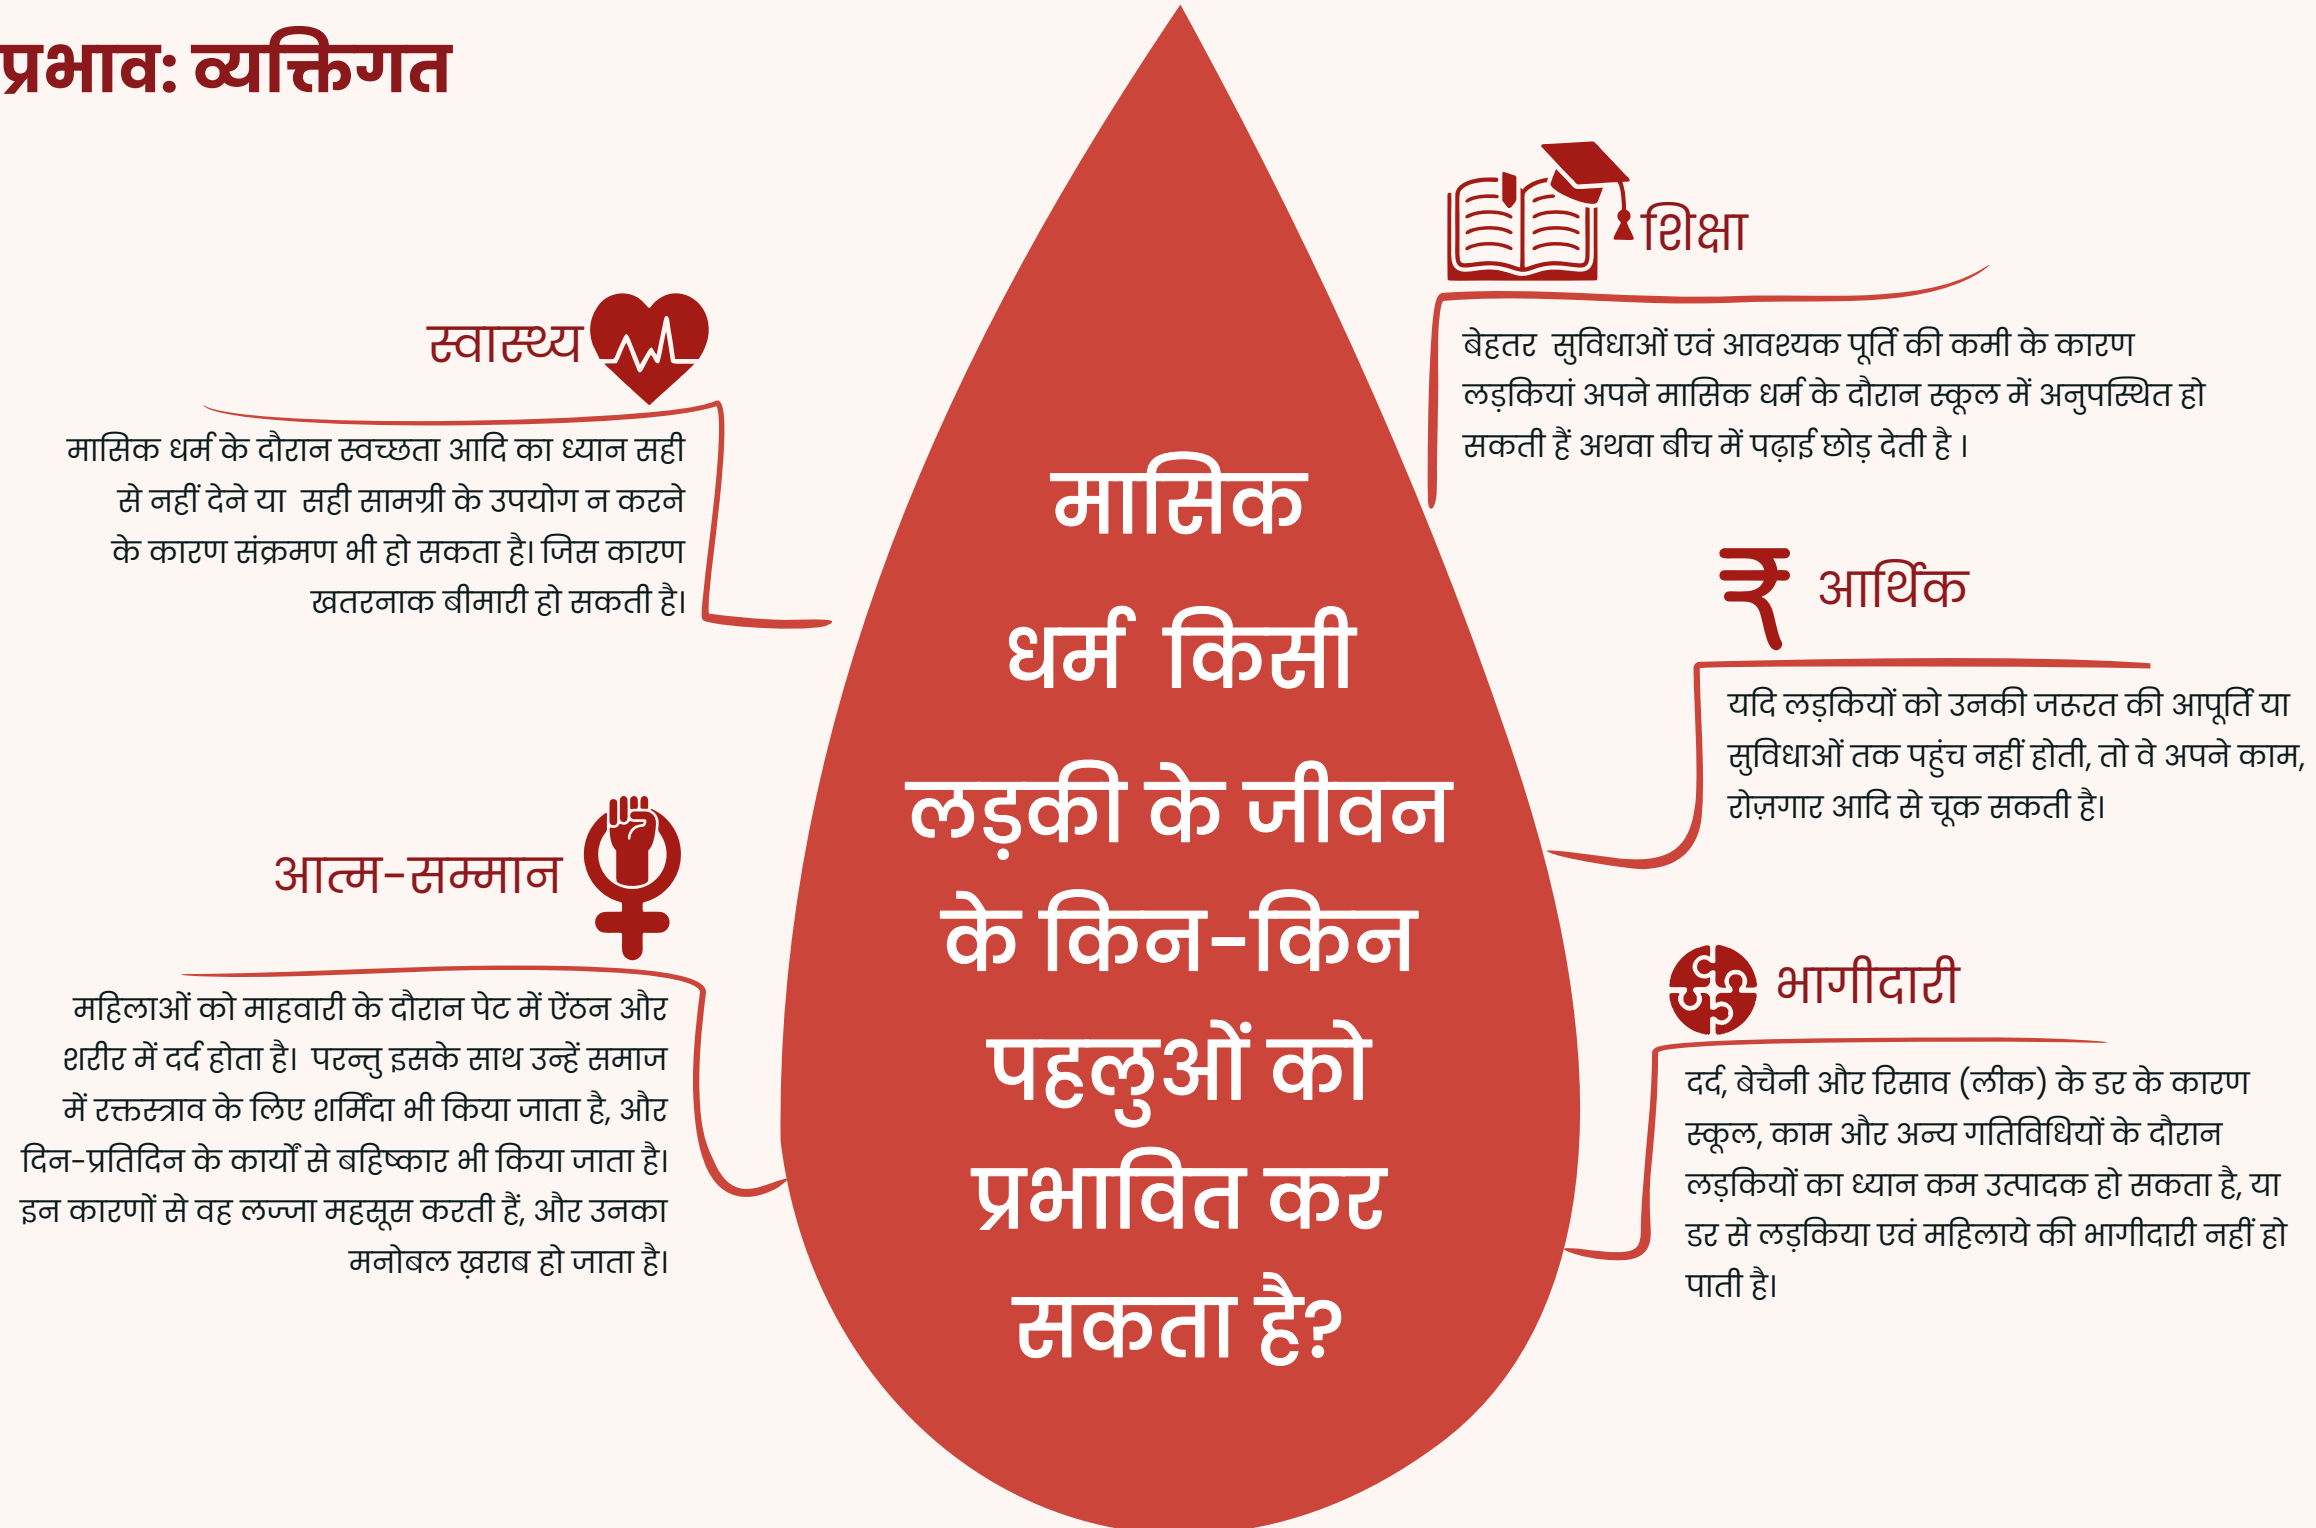 प्रभाव: व्यक्तिगत
स्वास्थ्य
मासिक धर्म के दौरान स्वच्छता आदि का ध्यान सही
से नहीं देने या सही सामग्री के उपयोग न करने
के कारण संक्रमण भी हो सकता है। जिस कारण
खतरनाक बीमारी हो सकती है।
आत्म-सम्मान
महिलाओं को माहवारी के दौरान पेट में ऐंठन और
शरीर में दर्द होता है। परन्तु इसके साथ उन्हें समाज
में रक्तस्त्राव के लिए शर्मिंदा भी किया जाता है, और
दिन-प्रतिदिन के कार्यों से बहिष्कार भी किया जाता है।
इन कारणों से वह लज्जा महसूस करती हैं, और उनका
मनोबल ख़राब हो जाता है।
मासिक
धर्म किसी
लड़की के जीवन
के किन-किन
पहलुओं को
प्रभावित कर
सकता है?
शिक्षा
बेहतर सुविधाओं एवं आवश्यक पूर्ति की कमी के कारण
लड़कियां अपने मासिक धर्म के दौरान स्कूल में अनुपस्थित हो
सकती हैं अथवा बीच में पढ़ाई छोड़ देती है ।
₹ आर्थिक
यदि लड़कियों को उनकी जरूरत की आपूर्ति या
सुविधाओं तक पहुंच नहीं होती, तो वे अपने काम,
रोज़गार आदि से चूक सकती है।
भागीदारी
दर्द, बेचैनी और रिसाव (लीक) के डर के कारण
स्कूल, काम और अन्य गतिविधियों के दौरान
लड़कियों का ध्यान कम उत्पादक हो सकता है, या
डर से लड़किया एवं महिलाये की भागीदारी नहीं हो
पाती है।